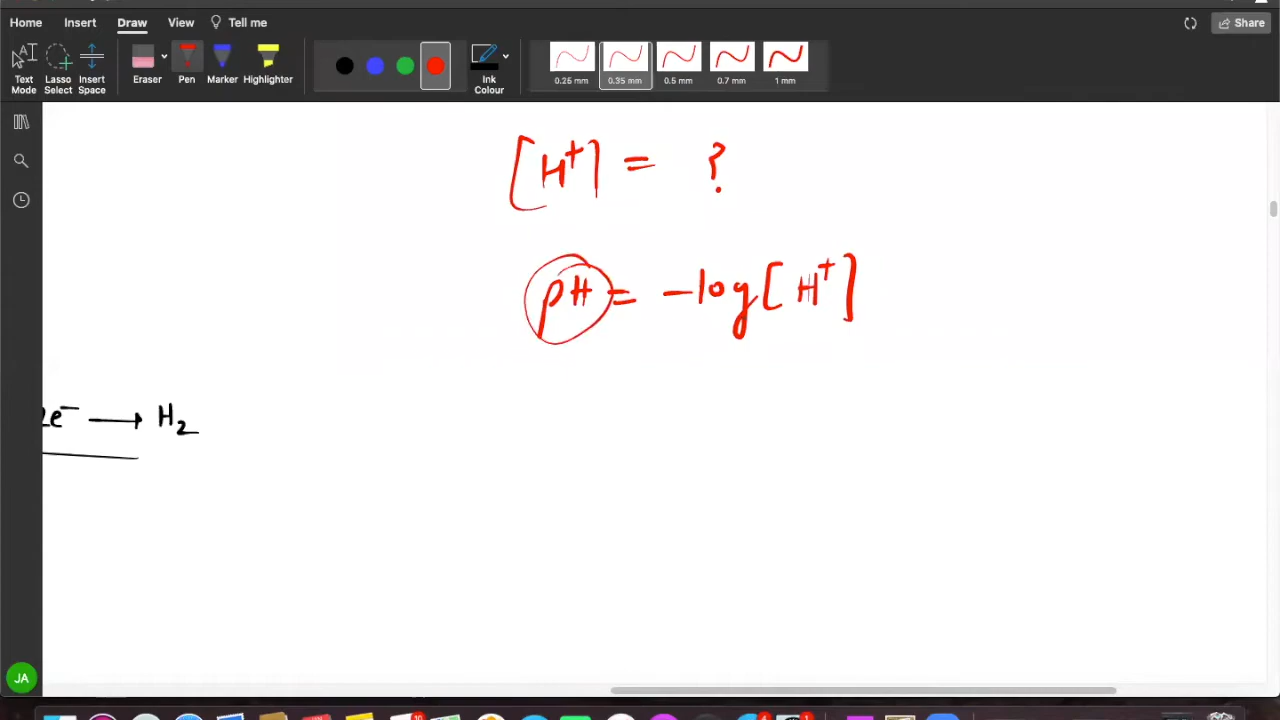 Home Insert Draw View Tell me Share
Text Mode Lasso Select Insert Space Eraser Pen Marker Highlighter Ink Colour 0.25 mm 0.35 mm 0.5 mm 0.7 mm 1 mm
[H⁺] = ?
pH = -log[H⁺]
2e⁻ → H₂
JA